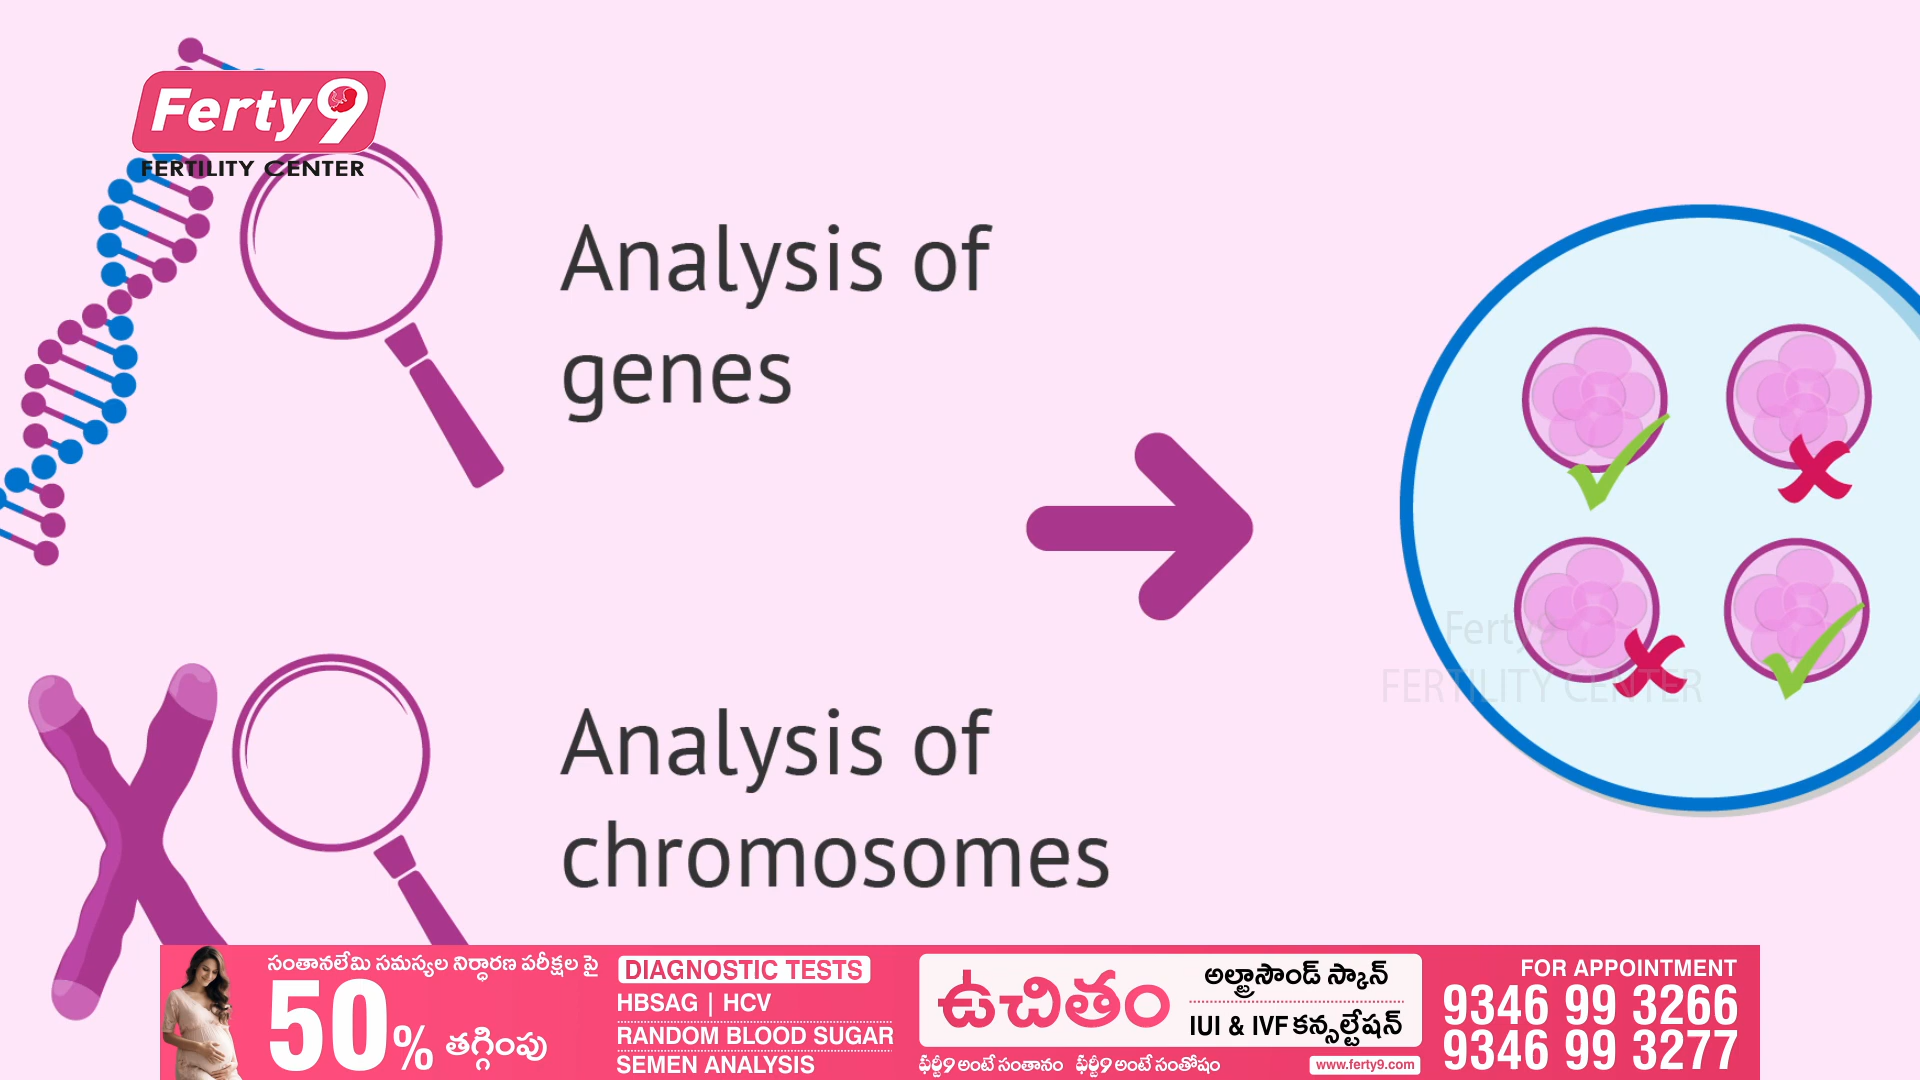 Ferty9
FERTILITY CENTER
Analysis of
genes
Analysis of
chromosomes
Ferty9
FERTILITY CENTER
సంతానలేమి సమస్యల నిర్ధారణ పరీక్షల పై
50% తగ్గింపు
DIAGNOSTIC TESTS
HBSAG | HCV
RANDOM BLOOD SUGAR
SEMEN ANALYSIS
ఉచితం
అల్ట్రాసౌండ్ స్కాన్
IUI & IVF కన్సల్టేషన్
ఫెర్టీ9 అంటే సంతానం ఫెర్టీ9 అంటే సంతోషం
www.ferty9.com
FOR APPOINTMENT
9346 99 3266
9346 99 3277